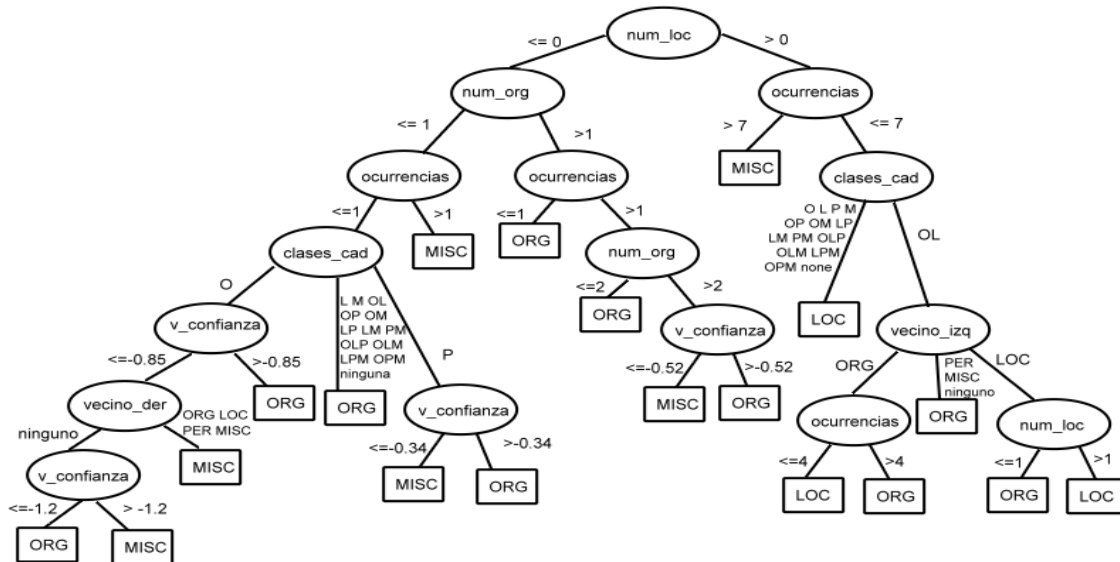 num_loc
<= 0
> 0
num_org
ocurrencias
<= 1
>1
> 7
<= 7
ocurrencias
ocurrencias
MISC
clases_cad
<=1
>1
<=1
>1
O L P M
OP OM LP
LM PM OLP
OLM LPM
OPM none
OL
clases_cad
MISC
ORG
num_org
O
L M OL
OP OM
LP LM PM
OLP OLM
LPM OPM
ninguna
P
<=2
>2
v_confianza
ORG
v_confianza
LOC
vecino_izq
<=-0.85
>-0.85
<=-0.52
>-0.52
ORG
PER
MISC
ninguno
LOC
vecino_der
ORG
ORG
v_confianza
MISC
ORG
ocurrencias
ORG
num_loc
ninguno
ORG LOC
PER MISC
<=-0.34
>-0.34
<=4
>4
<=1
>1
v_confianza
MISC
MISC
ORG
LOC
ORG
ORG
LOC
<=-1.2
> -1.2
ORG
MISC